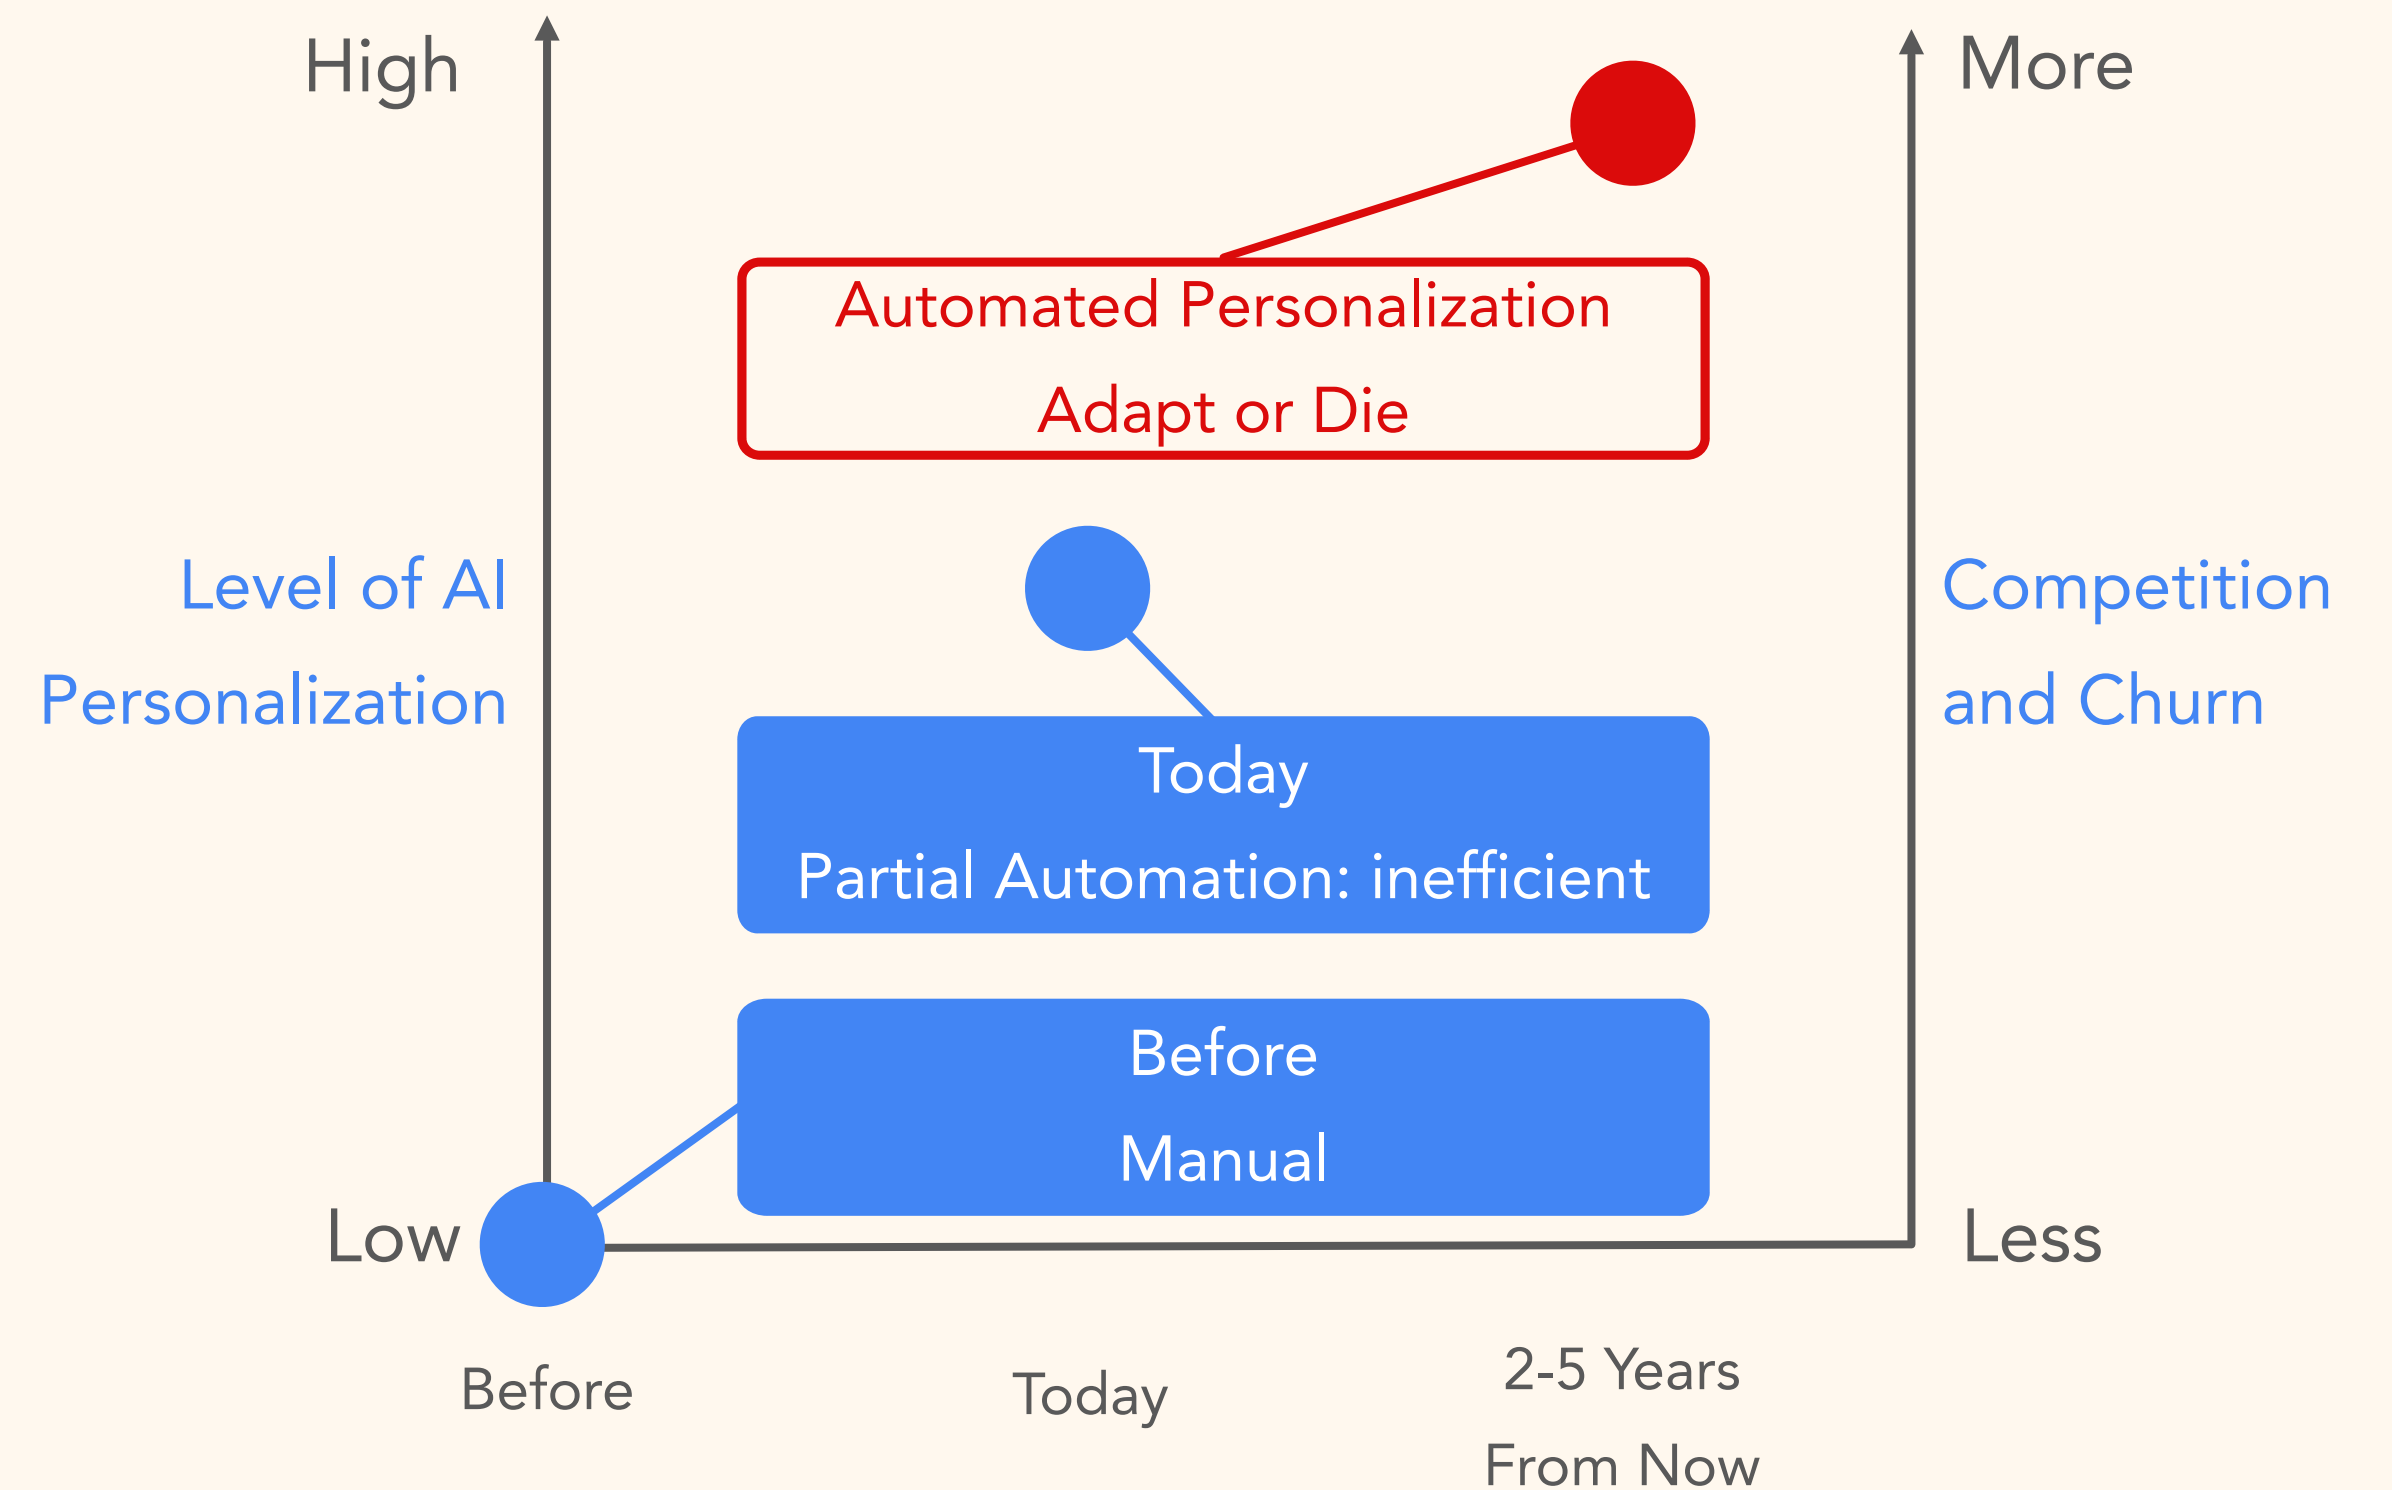 High
More
Automated Personalization
Adapt or Die
Level of AI
Personalization
Competition
and Churn
Today
Partial Automation: inefficient
Before
Manual
Low
Less
Before
Today
2-5 Years
From Now